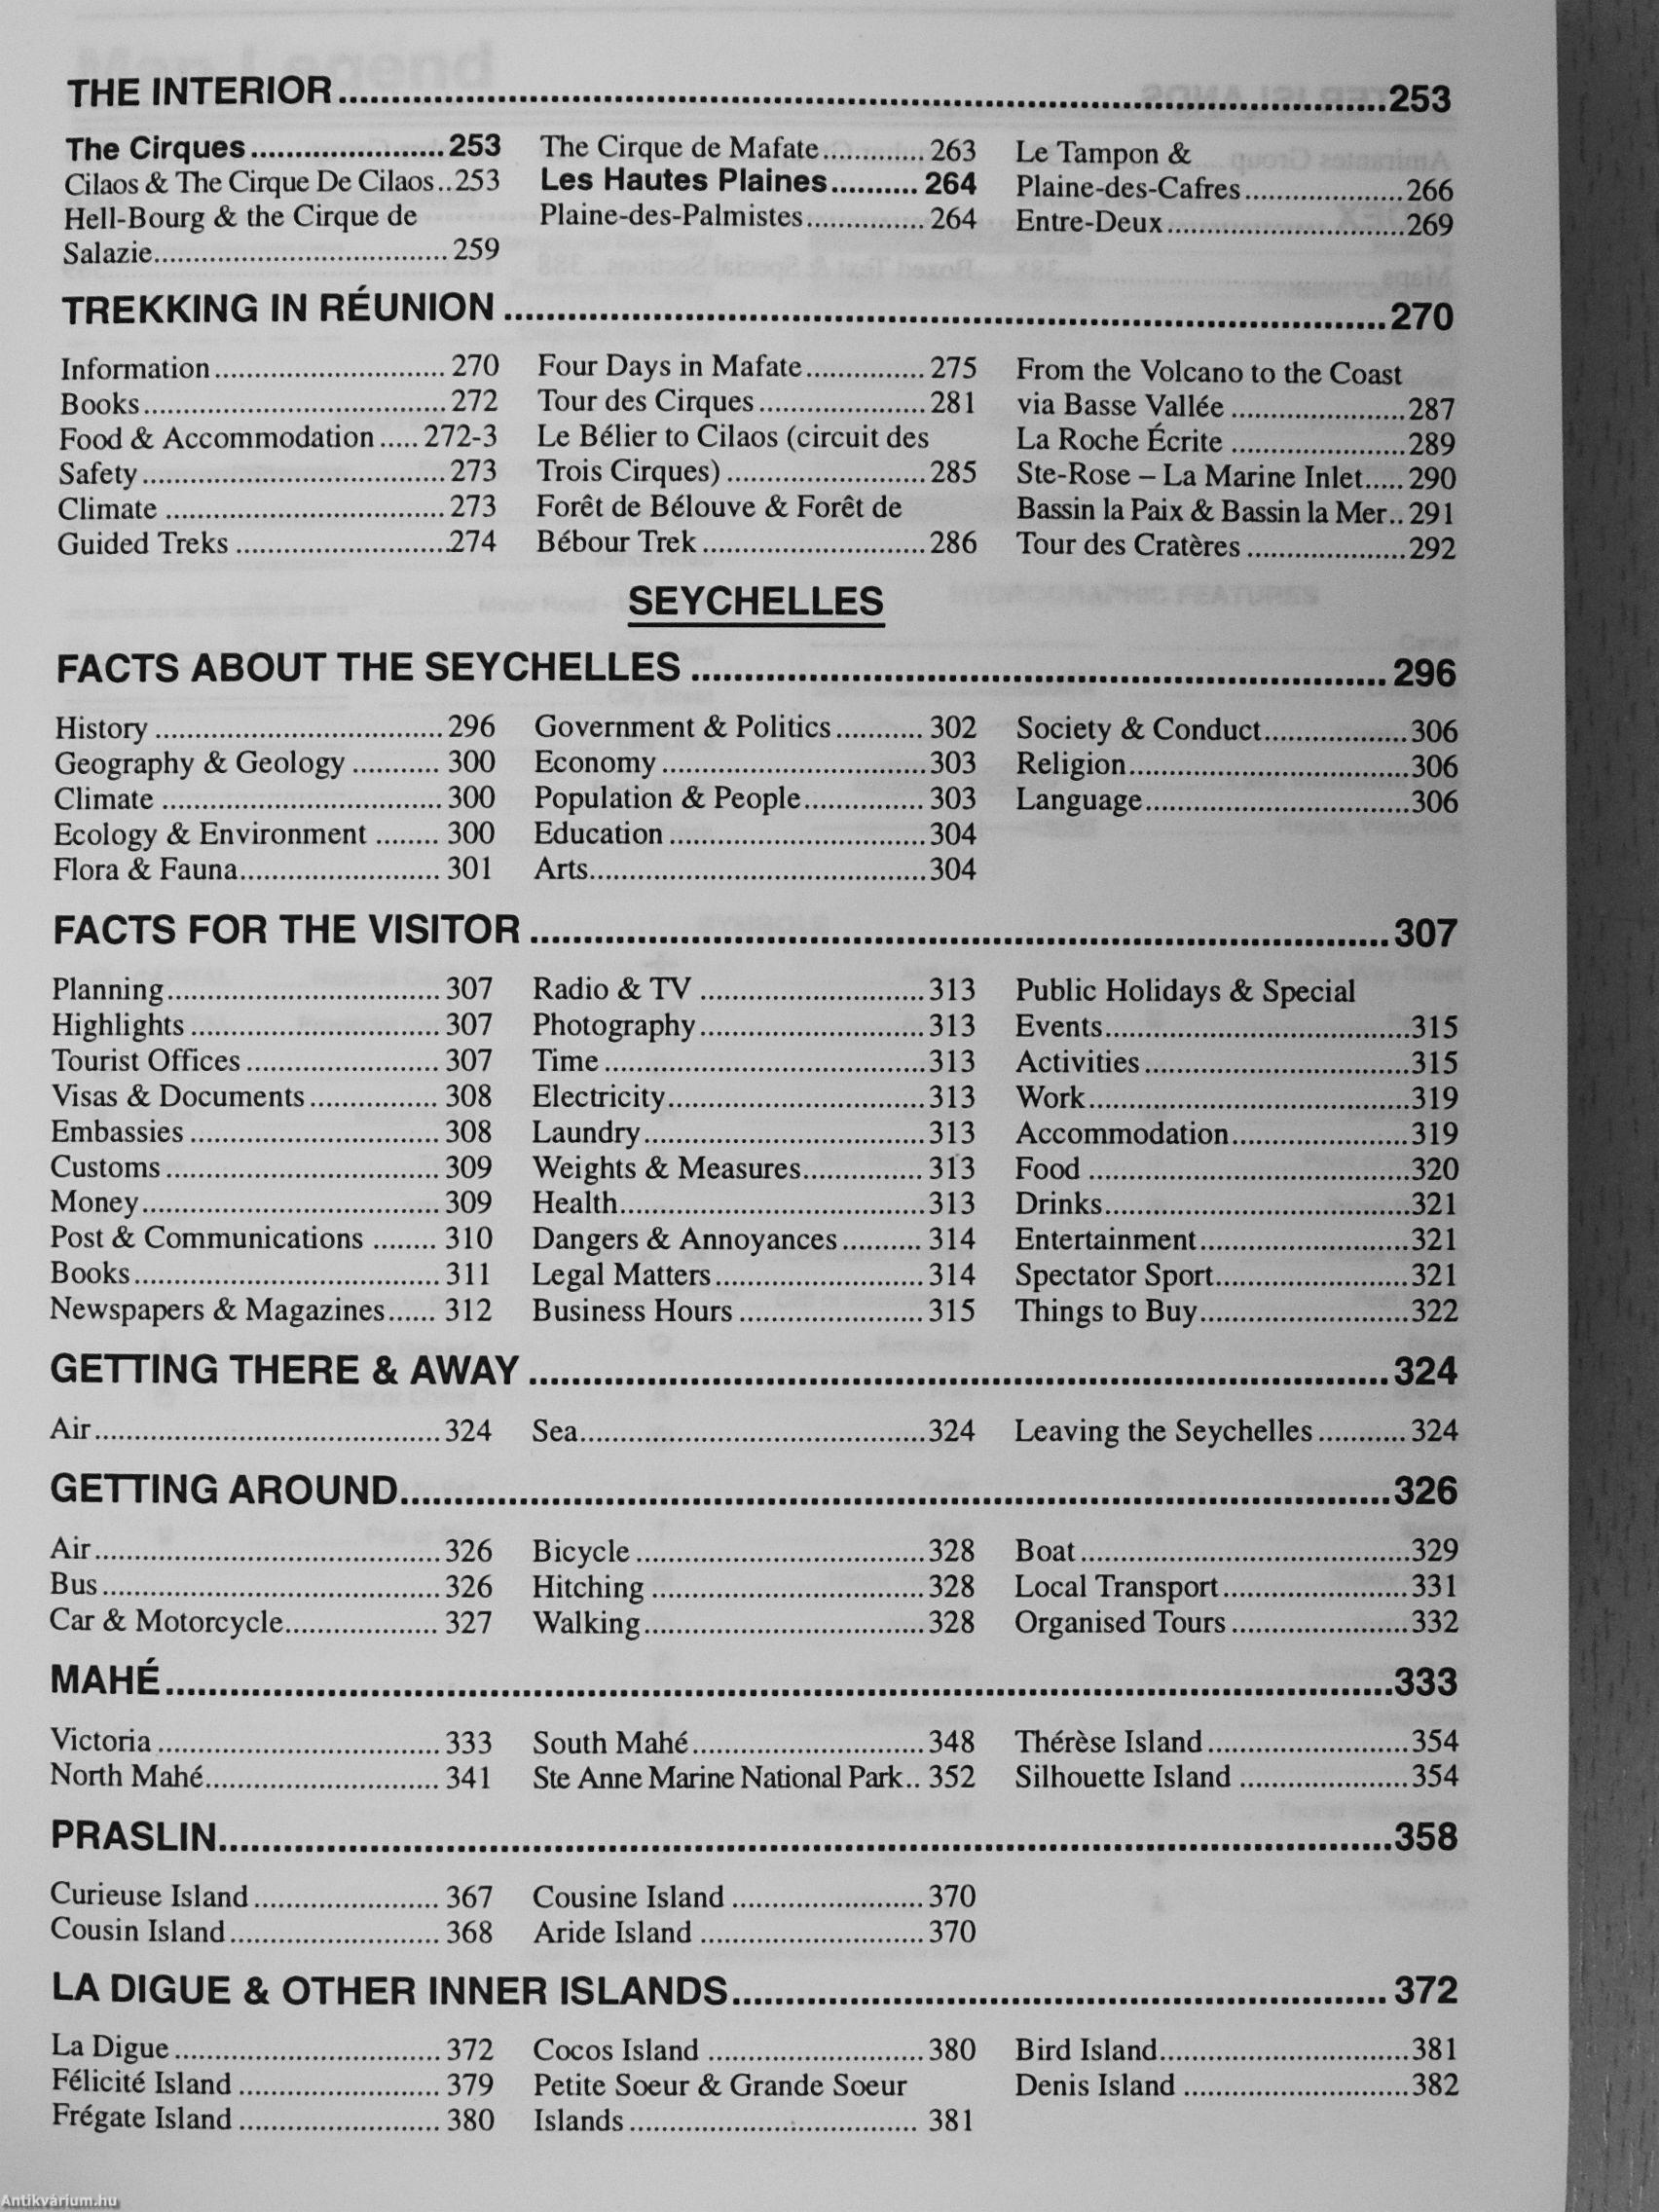 THE INTERIOR........253
The Cirques........253
Cilaos & The Cirque De Cilaos..253
Hell-Bourg & the Cirque de
Salazie........259
The Cirque de Mafate........263
Les Hautes Plaines........264
Plaine-des-Palmistes........264
Le Tampon &
Plaine-des-Cafres........266
Entre-Deux........269
TREKKING IN RÉUNION........270
Information........270
Books........272
Food & Accommodation.....272-3
Safety........273
Climate........273
Guided Treks........274
Four Days in Mafate........275
Tour des Cirques........281
Le Bélier to Cilaos (circuit des
Trois Cirques)........285
Forêt de Bélouve & Forêt de
Bébour Trek........286
From the Volcano to the Coast
via Basse Vallée........287
La Roche Écrite........289
Ste-Rose – La Marine Inlet.....290
Bassin la Paix & Bassin la Mer..291
Tour des Cratères........292
SEYCHELLES
FACTS ABOUT THE SEYCHELLES........296
History........296
Geography & Geology........300
Climate........300
Ecology & Environment........300
Flora & Fauna........301
Government & Politics........302
Economy........303
Population & People........303
Education........304
Arts........304
Society & Conduct........306
Religion........306
Language........306
FACTS FOR THE VISITOR........307
Planning........307
Highlights........307
Tourist Offices........307
Visas & Documents........308
Embassies........308
Customs........309
Money........309
Post & Communications........310
Books........311
Newspapers & Magazines......312
Radio & TV........313
Photography........313
Time........313
Electricity........313
Laundry........313
Weights & Measures........313
Health........313
Dangers & Annoyances........314
Legal Matters........314
Business Hours........315
Public Holidays & Special
Events........315
Activities........315
Work........319
Accommodation........319
Food........320
Drinks........321
Entertainment........321
Spectator Sport........321
Things to Buy........322
GETTING THERE & AWAY........324
Air........324
Sea........324
Leaving the Seychelles........324
GETTING AROUND........326
Air........326
Bus........326
Car & Motorcycle........327
Bicycle........328
Hitching........328
Walking........328
Boat........329
Local Transport........331
Organised Tours........332
MAHÉ........333
Victoria........333
North Mahé........341
South Mahé........348
Ste Anne Marine National Park..352
Thérèse Island........354
Silhouette Island........354
PRASLIN........358
Curieuse Island........367
Cousin Island........368
Cousine Island........370
Aride Island........370
LA DIGUE & OTHER INNER ISLANDS........372
La Digue........372
Félicité Island........379
Frégate Island........380
Cocos Island........380
Petite Soeur & Grande Soeur
Islands........381
Bird Island........381
Denis Island........382
Antikvárium.hu